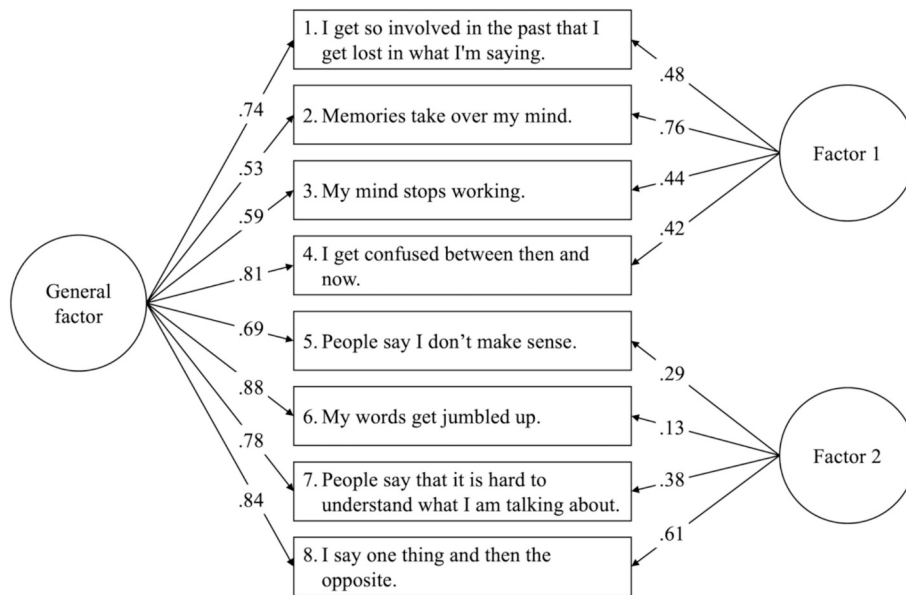 1. I get so involved in the past that I
get lost in what I'm saying.
.74
.48
2. Memories take over my mind.
.53
.76
Factor 1
3. My mind stops working.
.59
.44
4. I get confused between then and
now.
.81
.42
General
factor
5. People say I don’t make sense.
.69
.29
6. My words get jumbled up.
.88
.13
Factor 2
7. People say that it is hard to
understand what I am talking about.
.78
.38
8. I say one thing and then the
opposite.
.84
.61